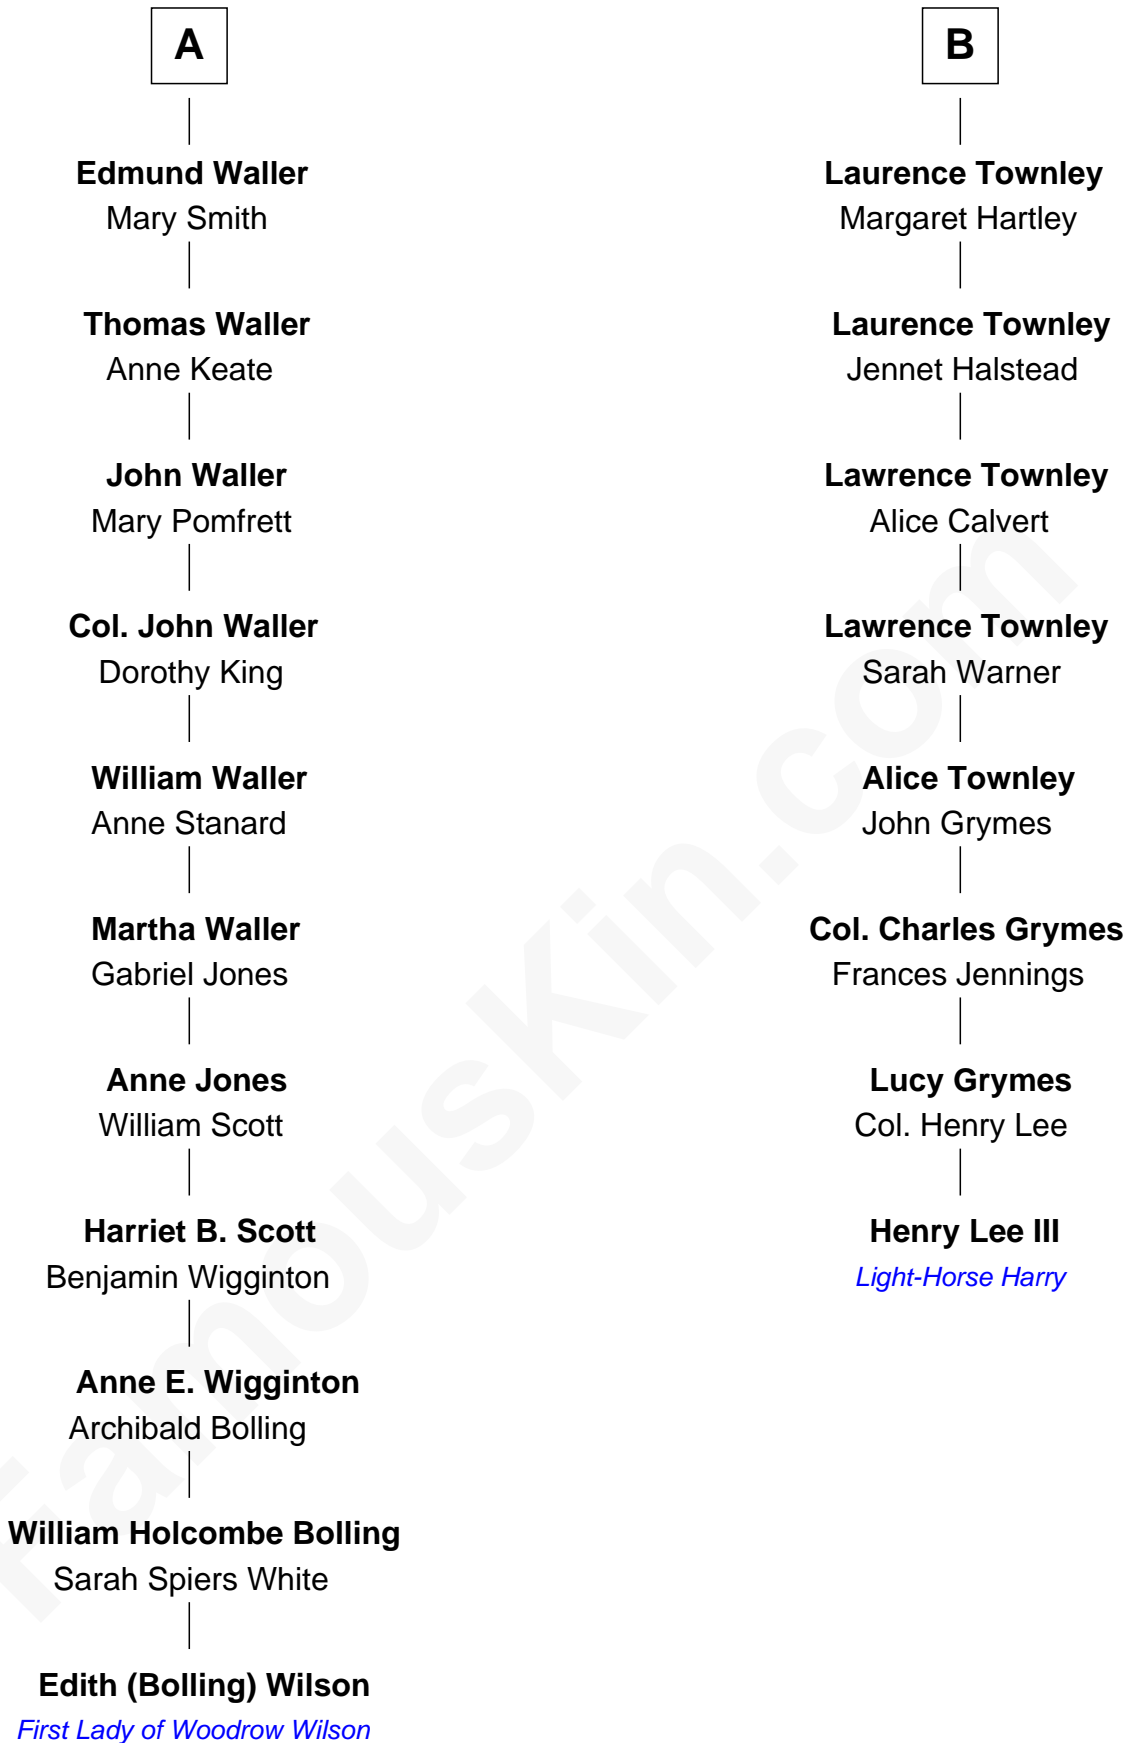 A
Edmund Waller
Mary Smith
Thomas Waller
Anne Keate
John Waller
Mary Pomfrett
Col. John Waller
Dorothy King
William Waller
Anne Stanard
Martha Waller
Gabriel Jones
Anne Jones
William Scott
Harriet B. Scott
Benjamin Wigginton
Anne E. Wigginton
Archibald Bolling
William Holcombe Bolling
Sarah Spiers White
Edith (Bolling) Wilson
First Lady of Woodrow Wilson
B
Laurence Townley
Margaret Hartley
Laurence Townley
Jennet Halstead
Lawrence Townley
Alice Calvert
Lawrence Townley
Sarah Warner
Alice Townley
John Grymes
Col. Charles Grymes
Frances Jennings
Lucy Grymes
Col. Henry Lee
Henry Lee III
Light-Horse Harry
FamousKin.com